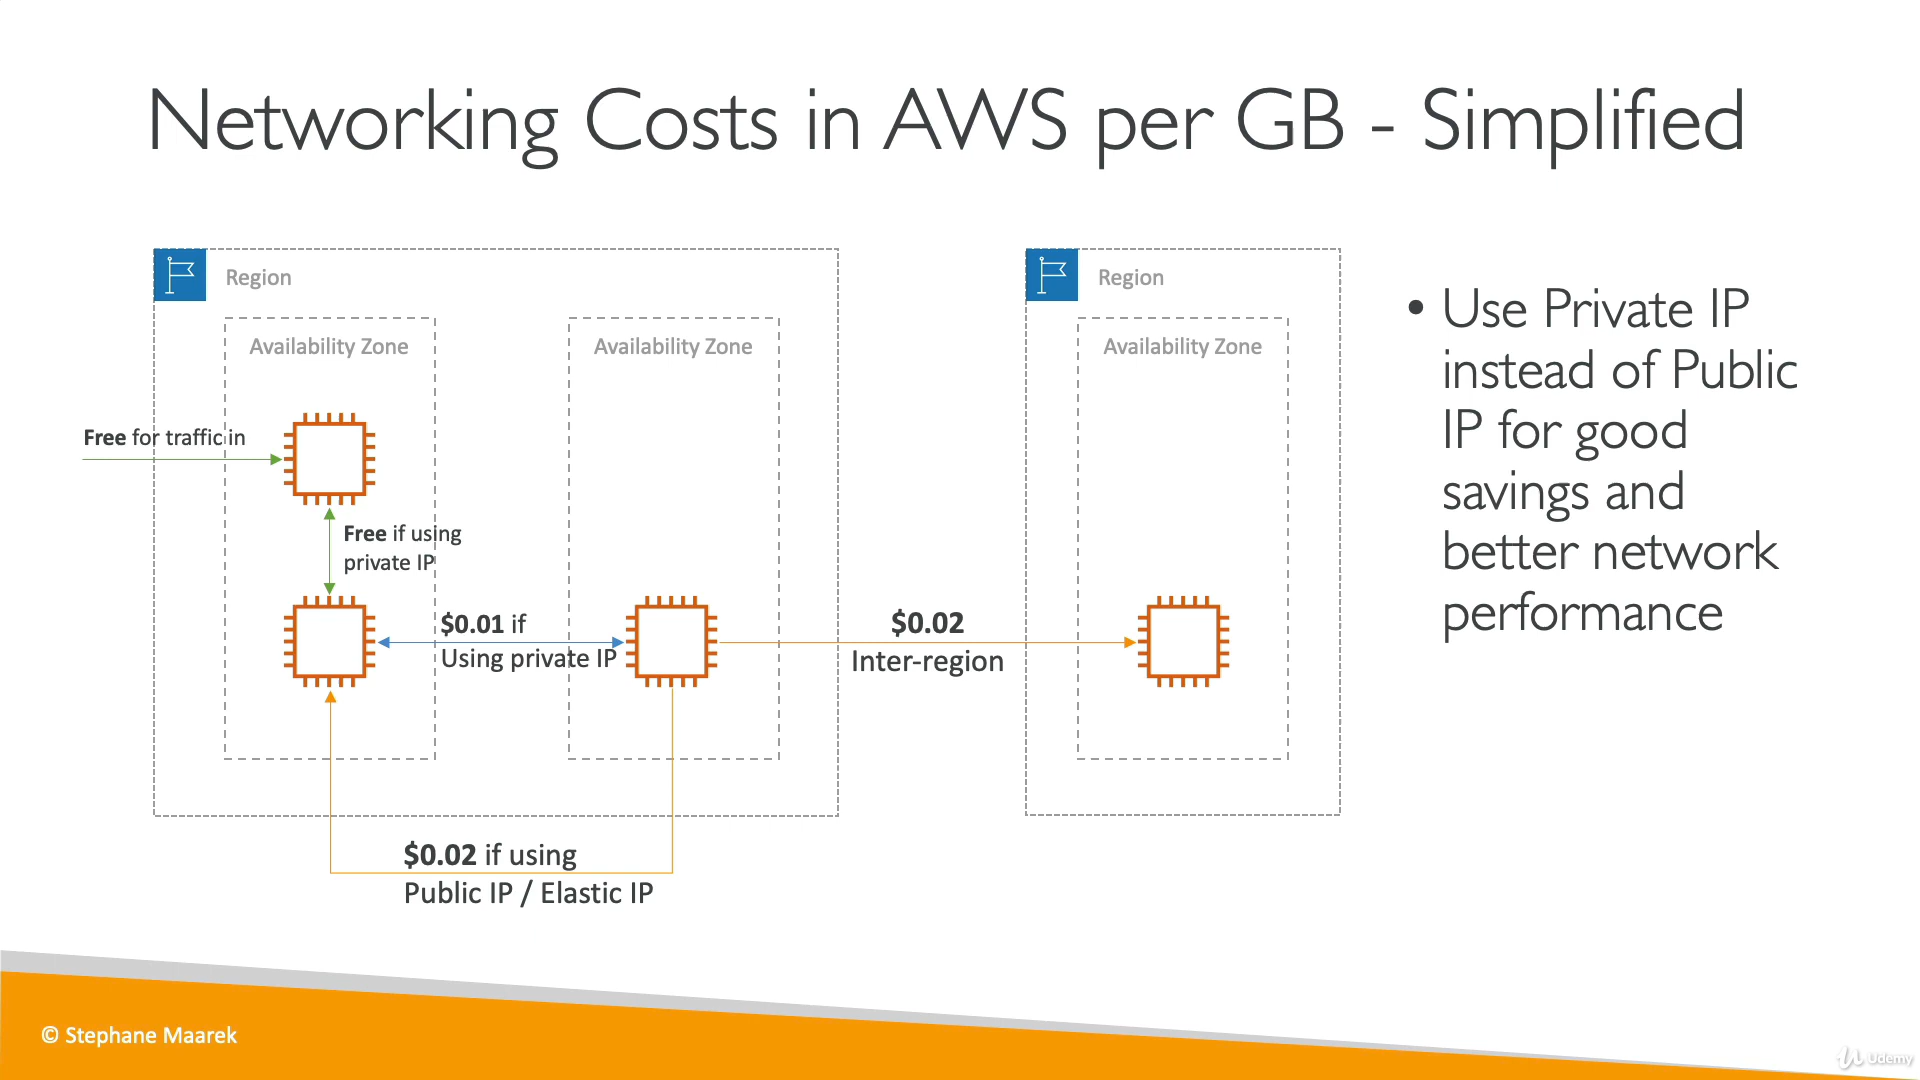 Networking Costs in AWS per GB - Simplified
Region
Availability Zone
Availability Zone
Free for traffic in
Free if using
private IP
$0.01 if
Using private IP
$0.02 if using
Public IP / Elastic IP
$0.02
Inter-region
Region
Availability Zone
• Use Private IP
instead of Public
IP for good
savings and
better network
performance
© Stephane Maarek
Udemy